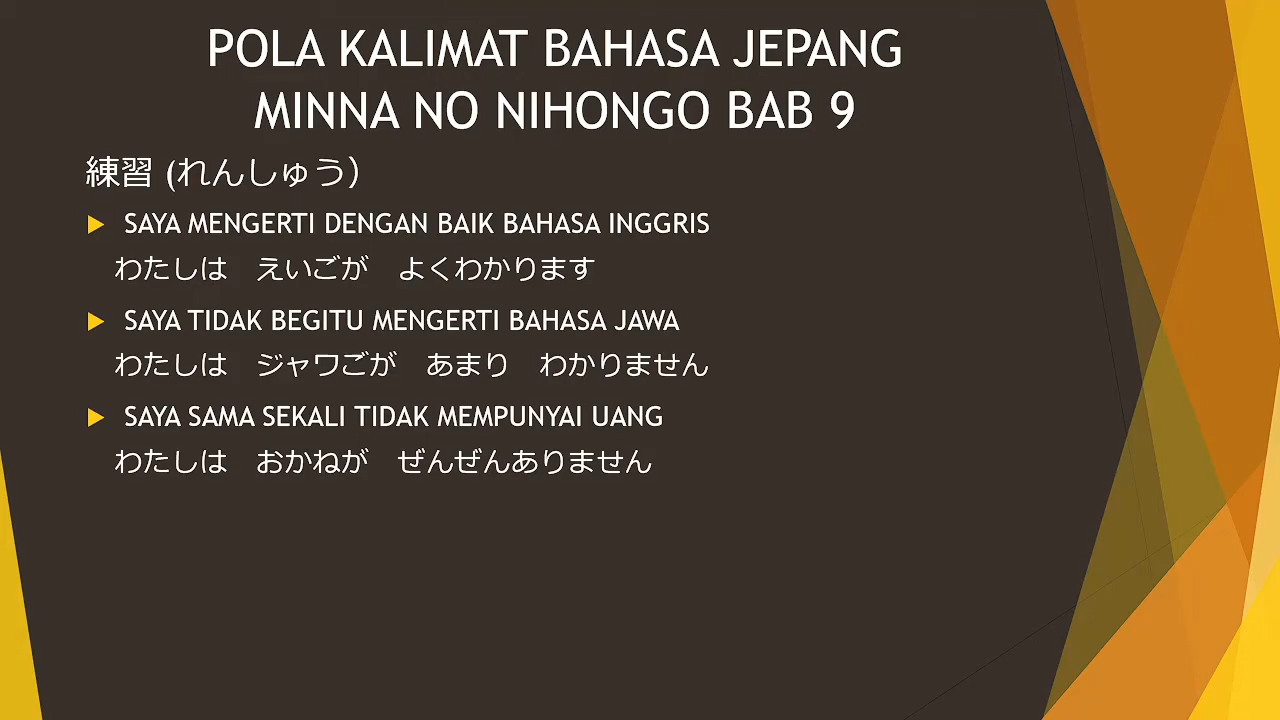 POLA KALIMAT BAHASA JEPANG
MINNA NO NIHONGO BAB 9
練習 (れんしゅう）
SAYA MENGERTI DENGAN BAIK BAHASA INGGRIS
わたしは　えいごが　よくわかります
SAYA TIDAK BEGITU MENGERTI BAHASA JAWA
わたしは　ジャワごが　あまり　わかりません
SAYA SAMA SEKALI TIDAK MEMPUNYAI UANG
わたしは　おかねが　ぜんぜんありません